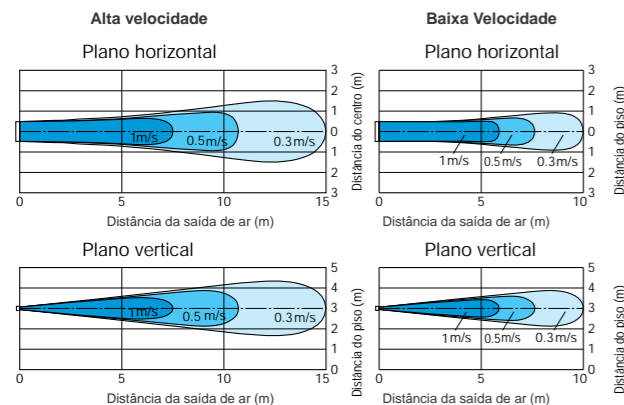 Alta velocidade
Baixa Velocidade
Plano horizontal
Plano horizontal
3
2
1
0
1
2
3
1m/s
0.5m/s
0.3m/s
0
5
10
15
Distância da saída de ar (m)
Distância do centro (m)
3
2
1
0
1
2
3
1m/s
0.5m/s
0.3m/s
0
5
10
Distância da saída de ar (m)
Distância do piso (m)
Plano vertical
Plano vertical
5
4
3
2
1
0
1m/s
0.5 m/s
0.3m/s
0
5
10
15
Distância da saída de ar (m)
Distância do piso (m)
5
4
3
2
1
0
1m/s
0.5m/s
0.3m/s
0
5
10
Distância da saída de ar (m)
Distância do piso (m)